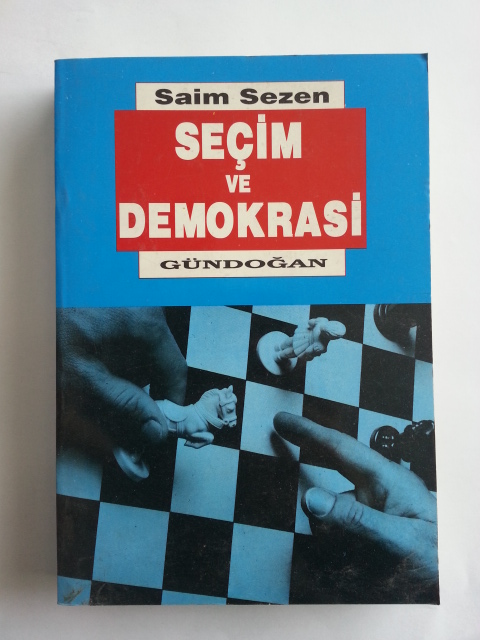 Saim Sezen
SEÇİM
VE
DEMOKRASİ
GÜNDOĞAN